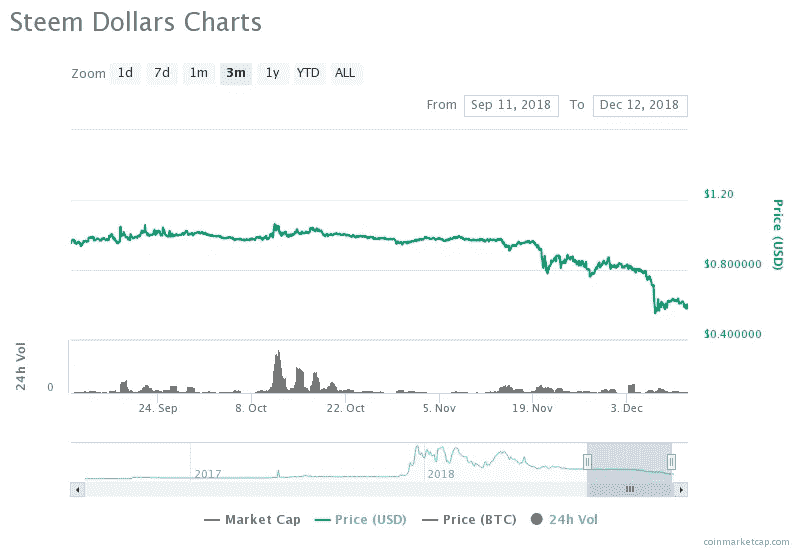 Steem Dollars Charts
Zoom 1d 7d 1m 3m 1y YTD ALL
From Sep 11, 2018 To Dec 12, 2018
$1.20
$0.800000
$0.400000
Price (USD)
24h Vol
0
24. Sep 8. Oct 22. Oct 5. Nov 19. Nov 3. Dec
2017 2018
Market Cap Price (USD) Price (BTC) 24h Vol
coinmarketcap.com